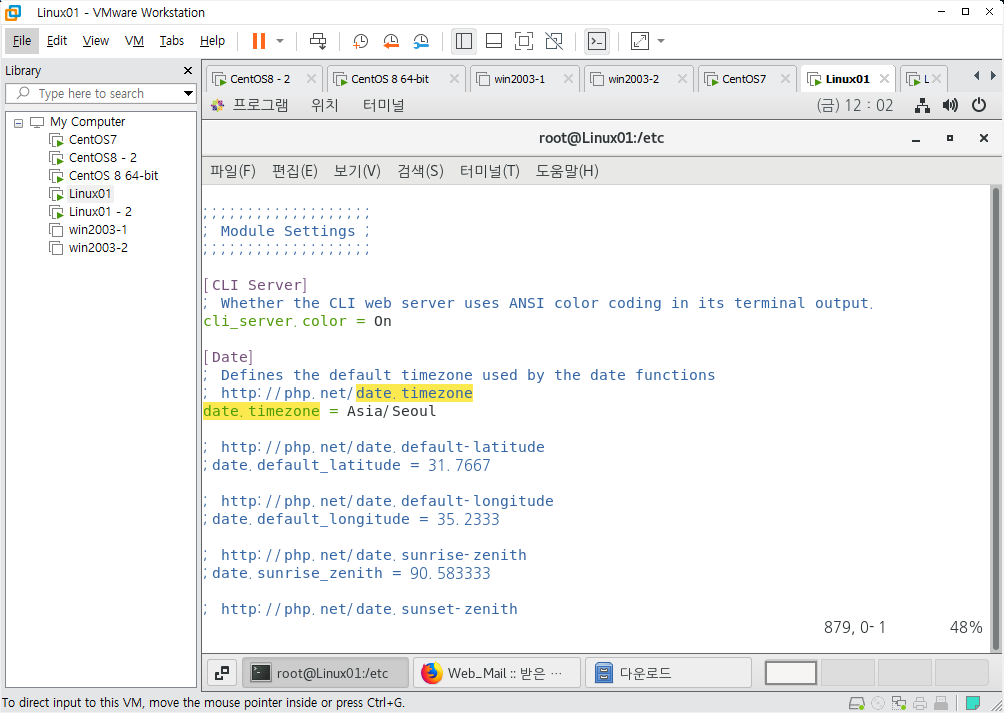 Linux01 - VMware Workstation
File Edit View VM Tabs Help
Library
Type here to search
My Computer
CentOS7
CentOS8 - 2
CentOS 8 64-bit
Linux01
Linux01 - 2
win2003-1
win2003-2
CentOS8 - 2 CentOS 8 64-bit win2003-1 win2003-2 CentOS7 Linux01 L
프로그램 위치 터미널 (금) 12 : 02
root@Linux01:/etc
파일(F) 편집(E) 보기(V) 검색(S) 터미널(T) 도움말(H)
;;;;;;;;;;;;;;;;;;;
; Module Settings ;
;;;;;;;;;;;;;;;;;;;
[CLI Server]
; Whether the CLI web server uses ANSI color coding in its terminal output.
cli_server.color = On
[Date]
; Defines the default timezone used by the date functions
; http://php.net/date.timezone
date.timezone = Asia/Seoul
; http://php.net/date.default-latitude
;date.default_latitude = 31.7667
; http://php.net/date.default-longitude
;date.default_longitude = 35.2333
; http://php.net/date.sunrise-zenith
;date.sunrise_zenith = 90.583333
; http://php.net/date.sunset-zenith
879,0-1 48%
root@Linux01:/etc Web_Mail :: 받은 ··· 다운로드
To direct input to this VM, move the mouse pointer inside or press Ctrl+G.